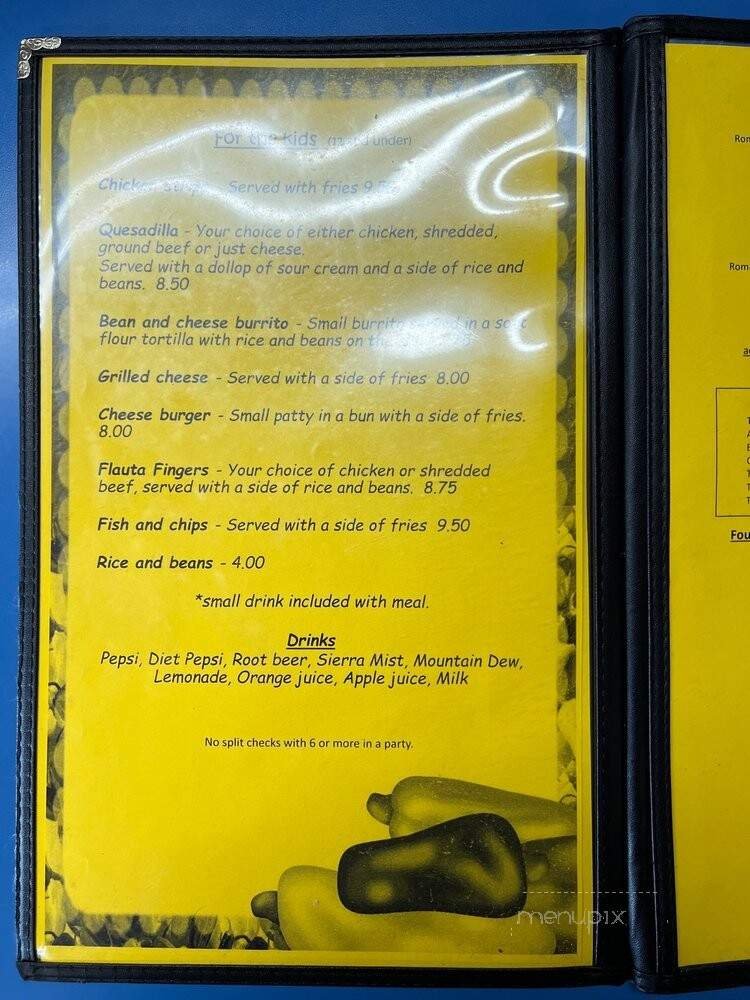 For the kids (12 and under)
Chicken strips Served with fries
Quesadilla - Your choice of either chicken, shredded,
ground beef or just cheese.
Served with a dollop of sour cream and a side of rice and
beans. 8.50
Bean and cheese burrito - Small burrito served in a soft
flour tortilla with rice and beans on the
Grilled cheese - Served with a side of fries 8.00
Cheese burger - Small patty in a bun with a side of fries.
8.00
Flauta Fingers - Your choice of chicken or shredded
beef, served with a side of rice and beans. 8.75
Fish and chips - Served with a side of fries 9.50
Rice and beans - 4.00
*small drink included with meal.
Drinks
Pepsi, Diet Pepsi, Root beer, Sierra Mist, Mountain Dew,
Lemonade, Orange juice, Apple juice, Milk
No split checks with 6 or more in a party.
menupix